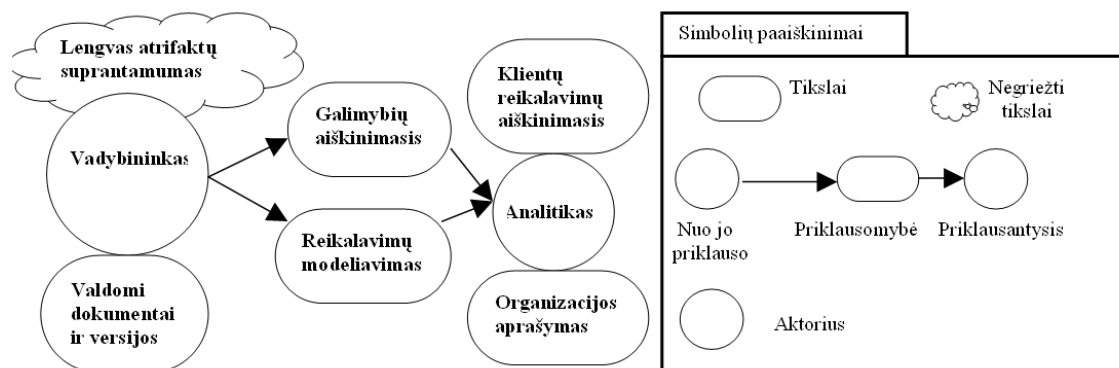 Lengvas atrifaktų
suprantamumas
Vadybininkas
Valdomi
dokumentai
ir versijos
Galimybių
aiškinimasis
Reikalavimų
modeliavimas
Klientų
reikalavimų
aiškinimasis
Analitikas
Organizacijos
aprašymas
Simbolių paaiškinimai
Tikslai
Negriežti
tikslai
Nuo jo
priklauso
Priklausomybė
Priklausantysis
Aktorius